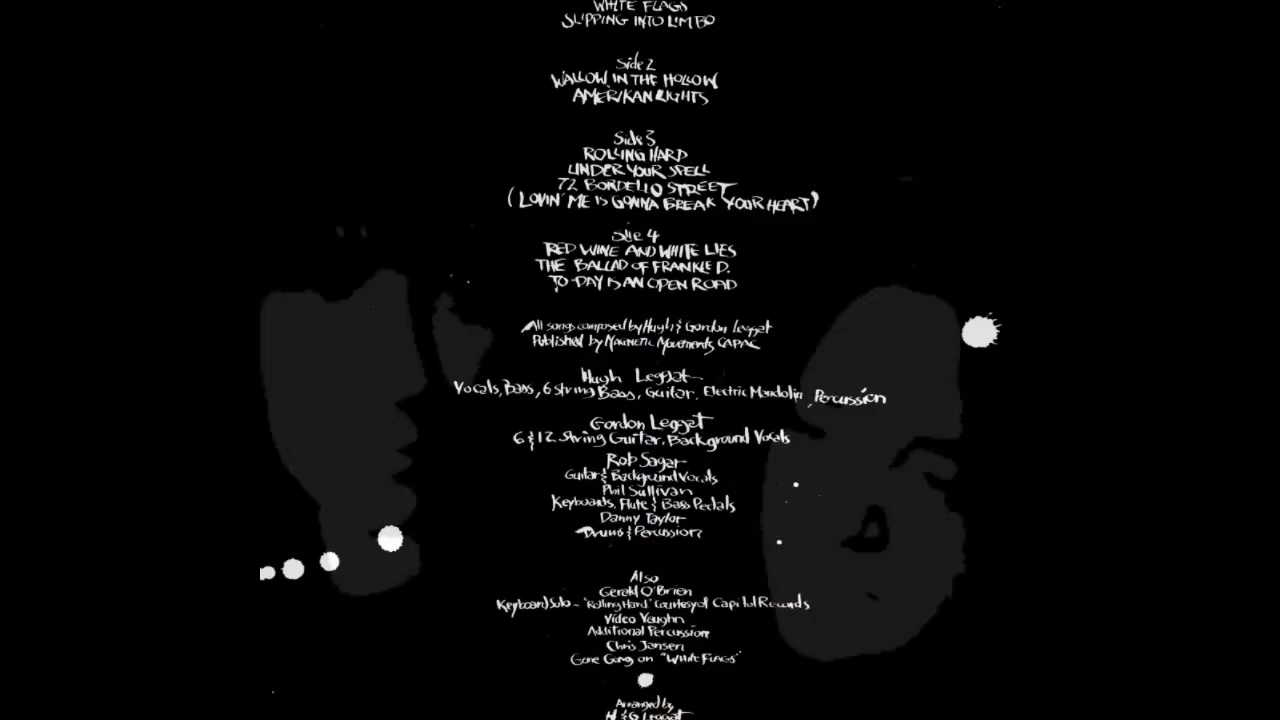 WHITE FLAGS
SLIPPING INTO LIMBO
Side 2
WALLOW IN THE HOLLOW
AMERIKAN LIGHTS
Side 3
ROLLING HARD
UNDER YOUR SPELL
72 BORDELLO STREET
(LOVIN' ME IS GONNA BREAK YOUR HEART)
Side 4
RED WINE AND WHITE LIES
THE BALLAD OF FRANKIE D.
TO-DAY IS AN OPEN ROAD
All songs composed by Hugh & Gordon Legget
Published by MAGNETIC MOVEMENTS CAPAC
Hugh Legget
Vocals, Bass, 6 string Bass, Guitar, Electric Mandolin, Percussion
Gordon Legget
6 & 12 String Guitar, Background Vocals
Rob Sagar
Guitar & Background Vocals
Phil Sullivan
Keyboards, Flute & Bass Pedals
Danny Taylor
Drums & Percussion
Also
Gerald O'Brien
Keyboard Solo - "Rolling Hard" Courtesy of Capitol Records
Video Vaughn
Additional Percussion
Chris Jansen
Gone Gong on "WHITE FLAGS"
Arranged by
H & G Legget